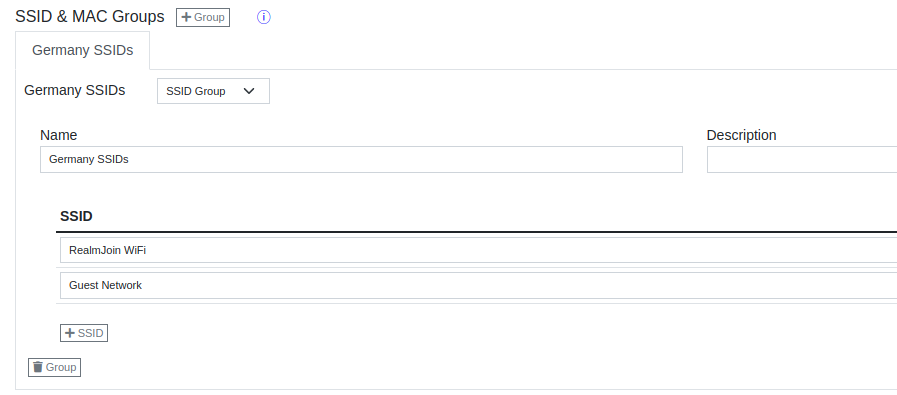 SSID & MAC Groups + Group
Germany SSIDs
Germany SSIDs SSID Group
Name Description
Germany SSIDs
SSID
RealmJoin WiFi
Guest Network
+ SSID
Group